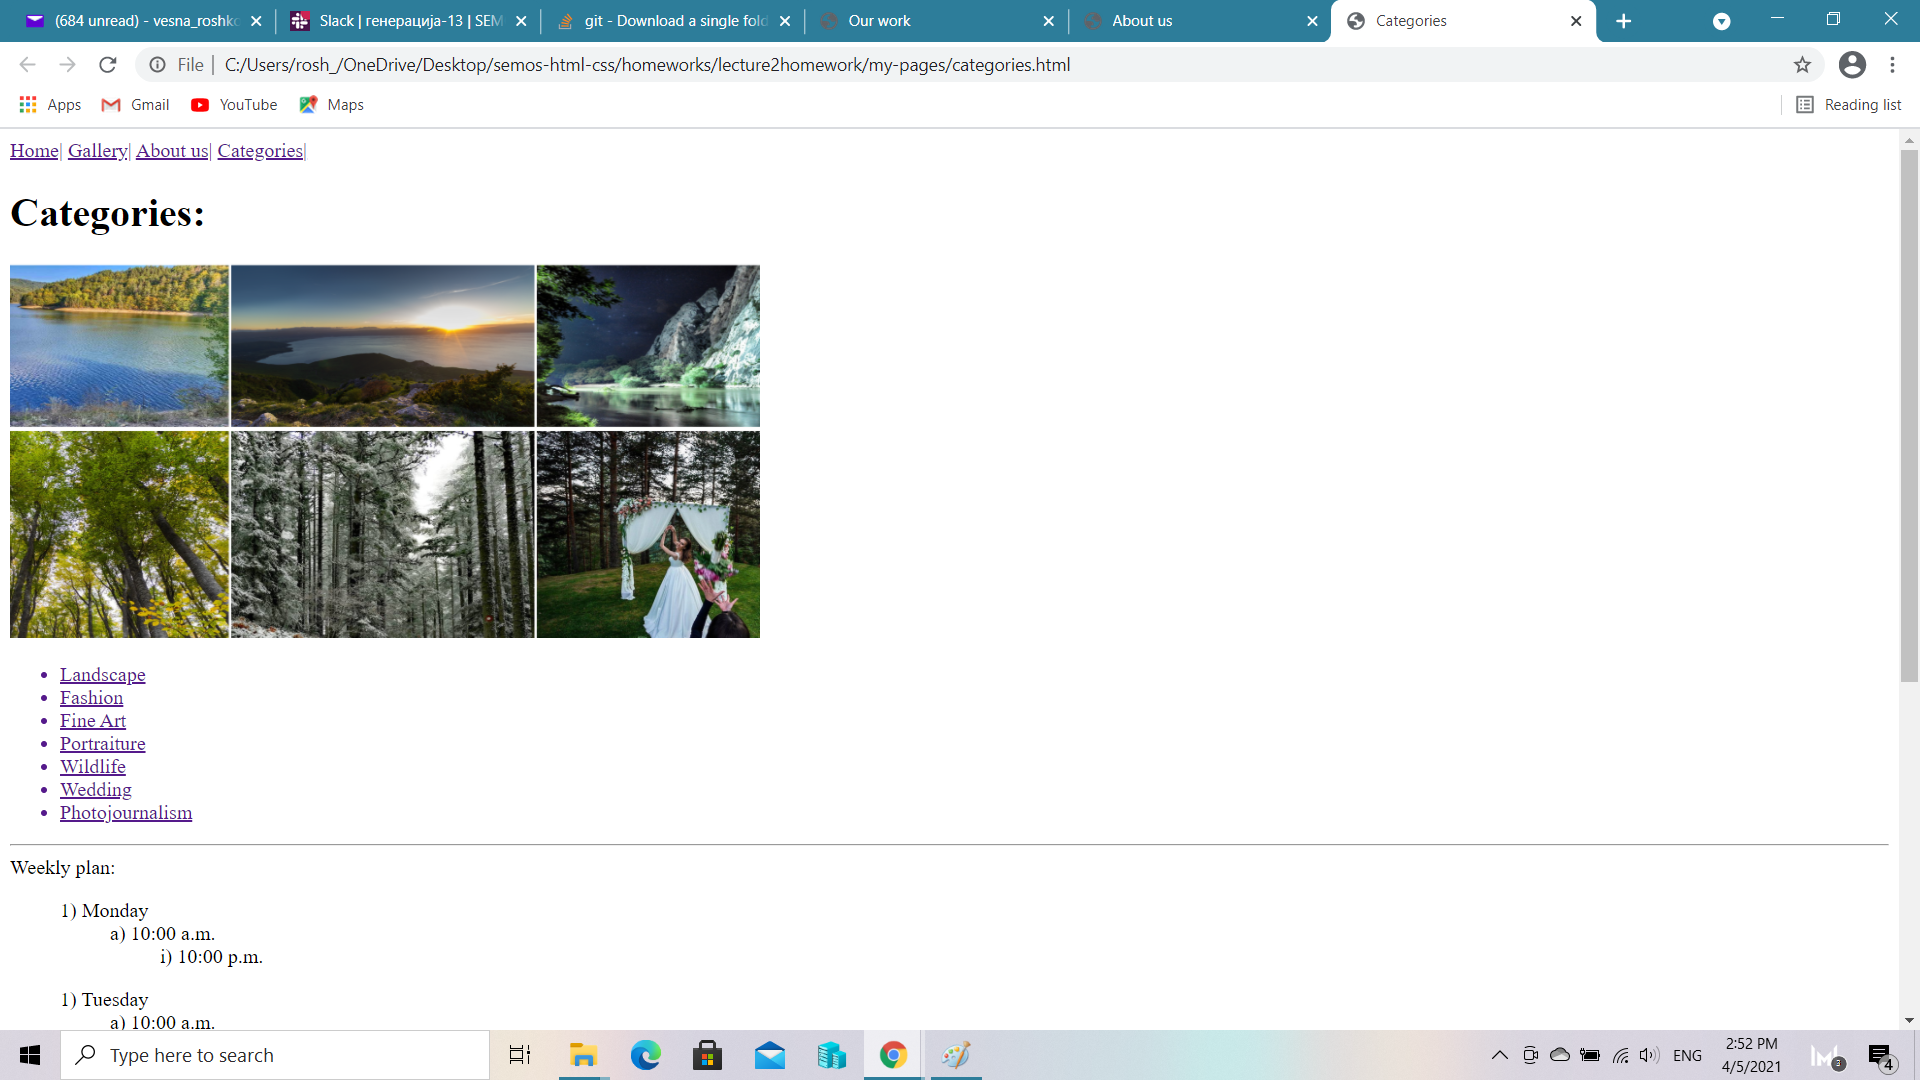 (684 unread) - vesna_roshko
Slack | генерација-13 | SEM
git - Download a single fold
Our work
About us
Categories
File
C:/Users/rosh_/OneDrive/Desktop/semos-html-css/homeworks/lecture2homework/my-pages/categories.html
Apps
Gmail
YouTube
Maps
Reading list
Home| Gallery| About us| Categories|
Categories:
• Landscape
• Fashion
• Fine Art
• Portraiture
• Wildlife
• Wedding
• Photojournalism
Weekly plan:
1) Monday
a) 10:00 a.m.
i) 10:00 p.m.
1) Tuesday
a) 10:00 a.m.
Type here to search
ENG
2:52 PM
4/5/2021
3
4